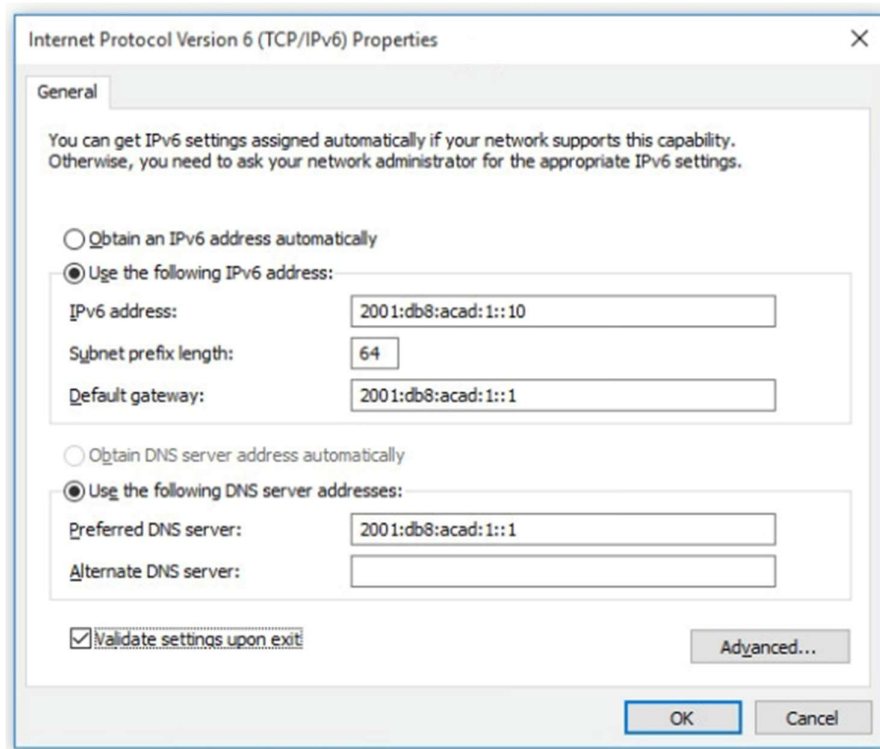 Internet Protocol Version 6 (TCP/IPv6) Properties
General
You can get IPv6 settings assigned automatically if your network supports this capability.
Otherwise, you need to ask your network administrator for the appropriate IPv6 settings.
Obtain an IPv6 address automatically
Use the following IPv6 address:
IPv6 address: 2001:db8:acad:1::10
Subnet prefix length: 64
Default gateway: 2001:db8:acad:1::1
Obtain DNS server address automatically
Use the following DNS server addresses:
Preferred DNS server: 2001:db8:acad:1::1
Alternate DNS server:
Validate settings upon exit
Advanced...
OK Cancel